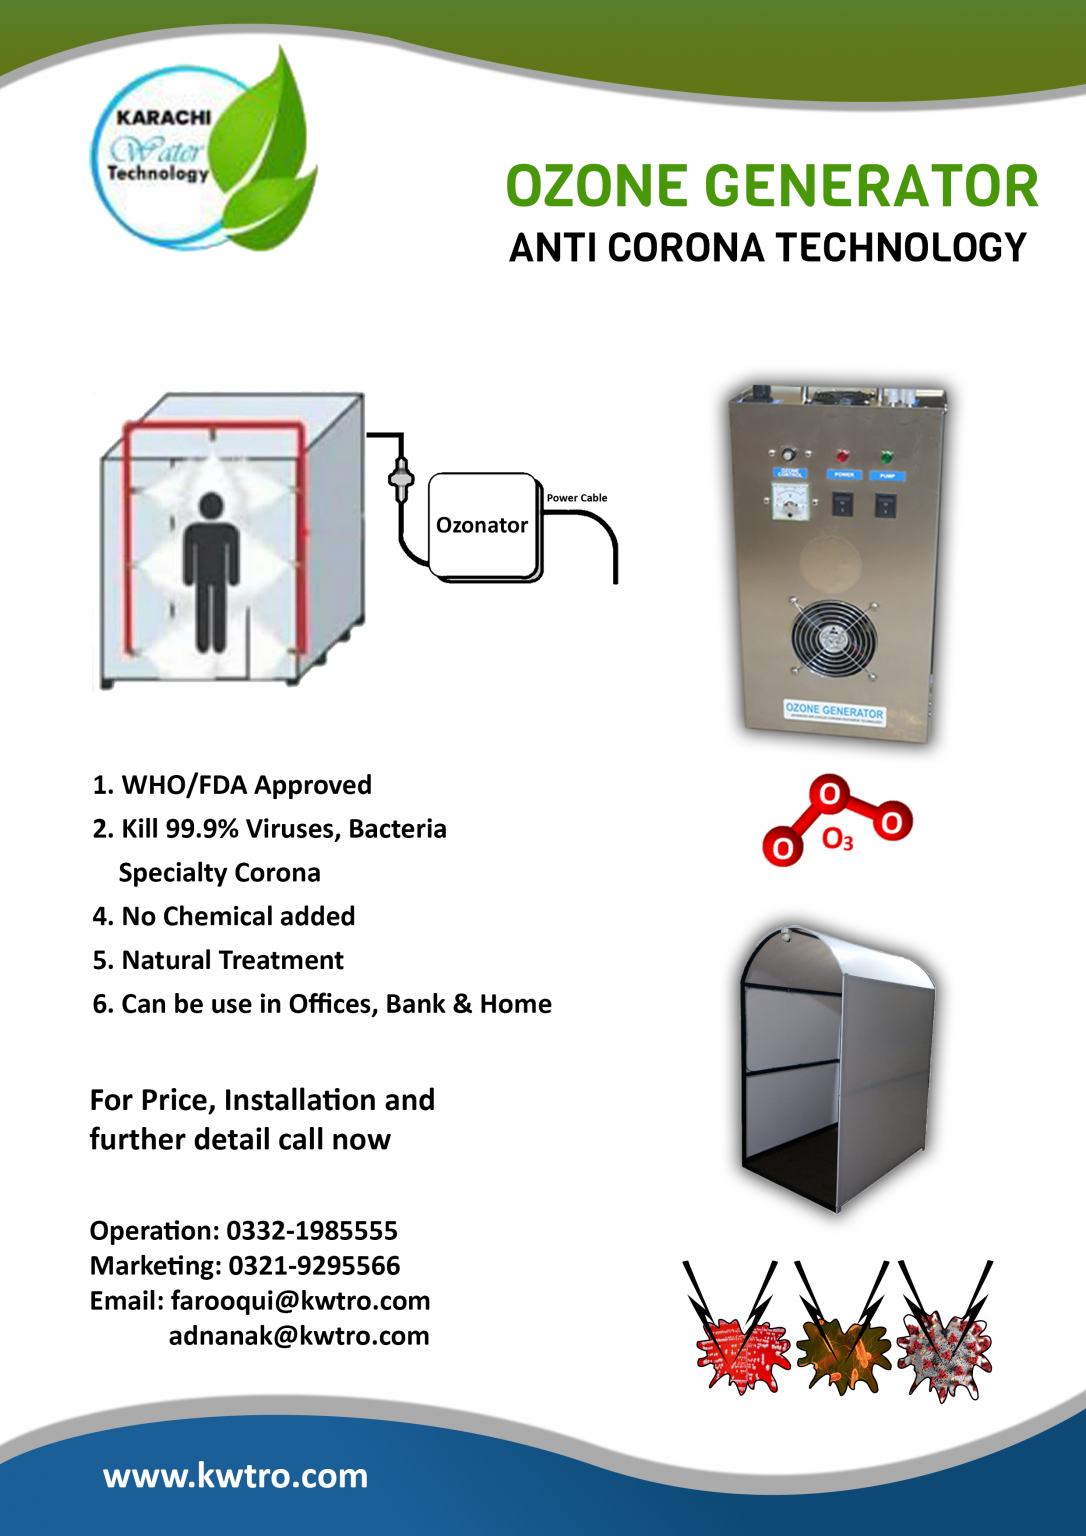 KARACHI
Water
Technology
OZONE GENERATOR
ANTI CORONA TECHNOLOGY
Power Cable
Ozonator
OZONE
CONTROL
POWER
PUMP
OZONE GENERATOR
1. WHO/FDA Approved
2. Kill 99.9% Viruses, Bacteria
Specialty Corona
4. No Chemical added
5. Natural Treatment
6. Can be use in Offices, Bank & Home
O
O
O
O3
For Price, Installation and
further detail call now
Operation: 0332-1985555
Marketing: 0321-9295566
Email: farooqui@kwtro.com
adnanak@kwtro.com
www.kwtro.com